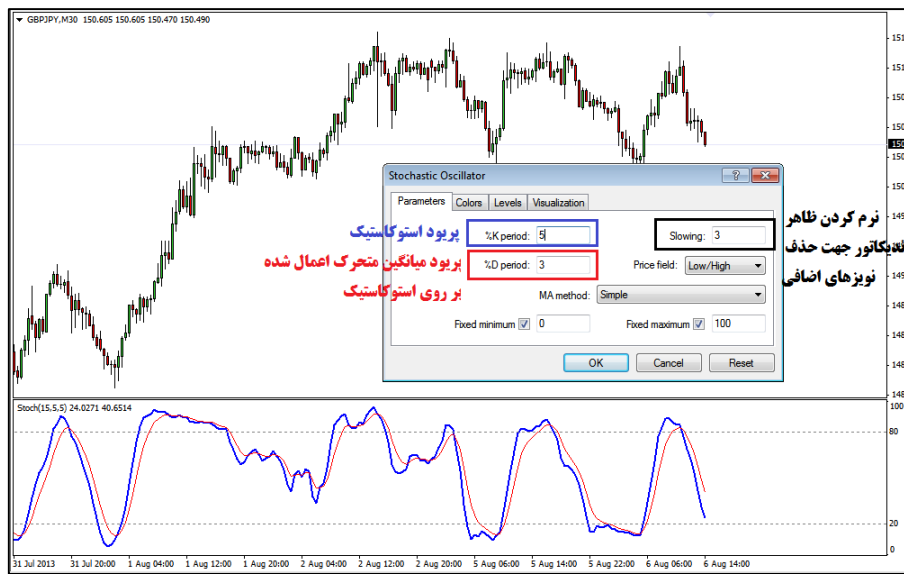 GBPJPY,M30 150.605 150.605 150.470 150.490
Stochastic Oscillator
Parameters Colors Levels Visualization
پریود استوکاستیک
%K period: 5
Slowing: 3
نرم کردن ظاهر
جهت حذف
نویزهای اضافی
پریود میانگین متحرک اعمال شده
بر روی استوکاستیک
%D period: 3
Price field: Low/High
MA method: Simple
Fixed minimum 0
Fixed maximum 100
OK Cancel Reset
Stoch(15,5,5) 24.0271 40.6514
100
80
20
0
31 Jul 2013 31 Jul 20:00 1 Aug 04:00 1 Aug 12:00 1 Aug 20:00 2 Aug 04:00 2 Aug 12:00 2 Aug 20:00 5 Aug 06:00 5 Aug 14:00 5 Aug 22:00 6 Aug 06:00 6 Aug 14:00